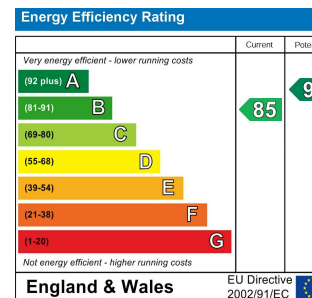 Energy Efficiency Rating
Current
Very energy efficient - lower running costs
(92 plus) A
(81-91) B
85
(69-80) C
(55-68) D
(39-54) E
(21-38) F
(1-20) G
Not energy efficient - higher running costs
England & Wales
EU Directive
2002/91/EC